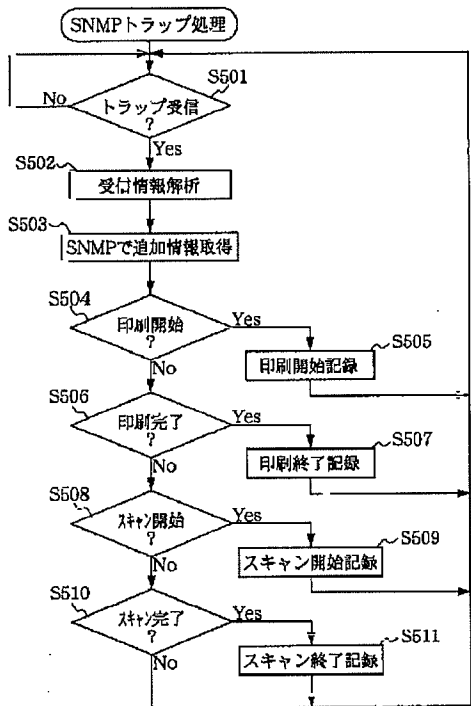 SNMPトラップ処理
S501
トラップ受信
?
No
Yes
S502
受信情報解析
S503
SNMPで追加情報取得
S504
印刷開始
?
Yes
No
S505
印刷開始記録
S506
印刷完了
?
Yes
No
S507
印刷終了記録
S508
スキャン開始
?
Yes
No
S509
スキャン開始記録
S510
スキャン完了
?
Yes
No
S511
スキャン終了記録